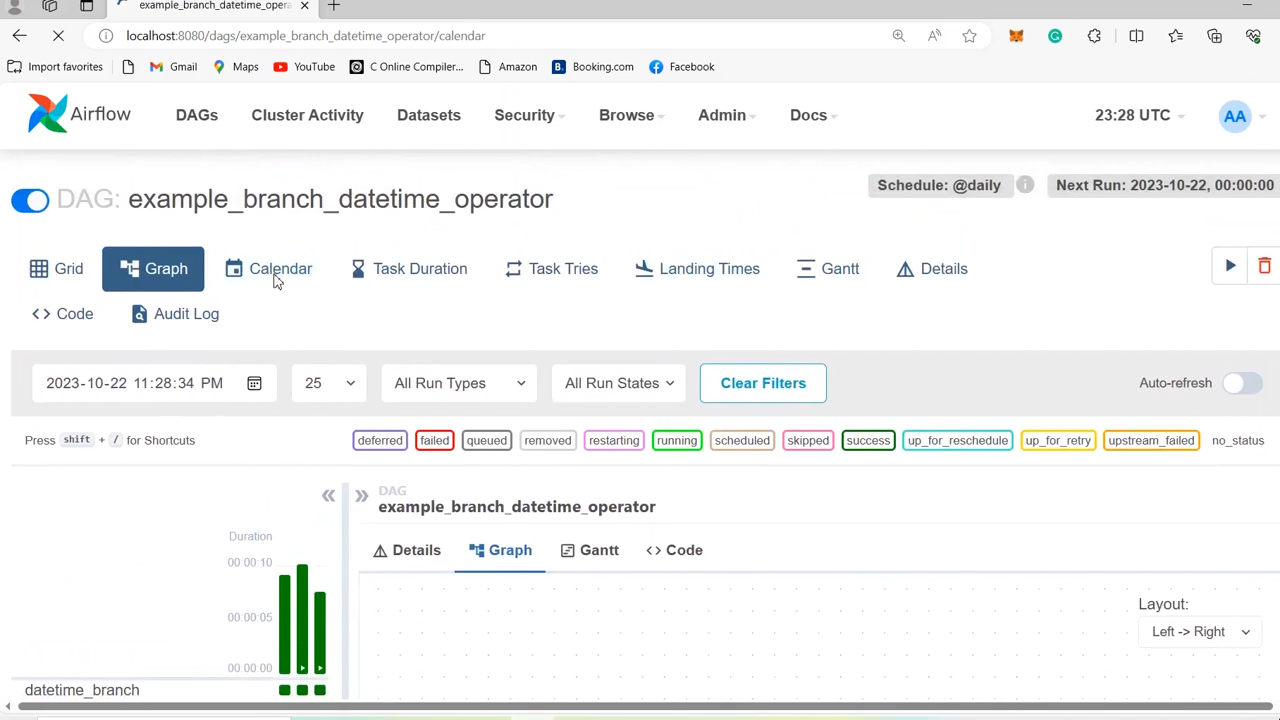 example_branch_datetime_opera
localhost:8080/dags/example_branch_datetime_operator/calendar
Import favorites Gmail Maps YouTube C Online Compiler... Amazon Booking.com Facebook
Airflow DAGs Cluster Activity Datasets Security Browse Admin Docs 23:28 UTC AA
DAG: example_branch_datetime_operator Schedule: @daily Next Run: 2023-10-22, 00:00:00
Grid Graph Calendar Task Duration Task Tries Landing Times Gantt Details
Code Audit Log
2023-10-22 11:28:34 PM 25 All Run Types All Run States Clear Filters Auto-refresh
Press shift + / for Shortcuts deferred failed queued removed restarting running scheduled skipped success up_for_reschedule up_for_retry upstream_failed no_status
DAG
example_branch_datetime_operator
Duration
Details Graph Gantt Code
00:00:10
Layout:
00:00:05
Left -> Right
00:00:00
datetime_branch